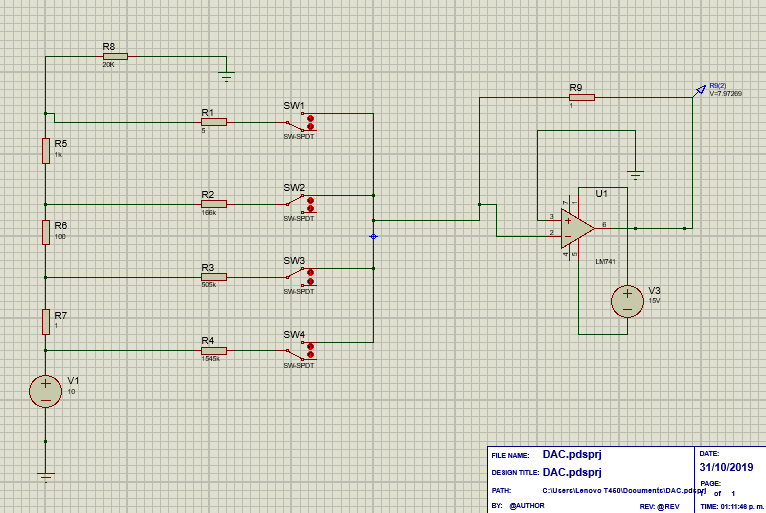 R8
20K
R9
1
R9(2)
V=7.97269
SW1
R1
5
SW-SPDT
R5
1k
SW2
R2
166k
SW-SPDT
U1
7
1
3
6
2
4
5
LM741
R6
100
SW3
R3
505k
SW-SPDT
V3
15V
R7
1
SW4
R4
1545k
SW-SPDT
V1
10
FILE NAME: DAC.pdsprj
DESIGN TITLE: DAC.pdsprj
PATH: C:\Users\Lenovo T460\Documents\DAC.pdsprj
BY: @AUTHOR
REV: @REV
DATE:
31/10/2019
PAGE:
of 1
TIME: 01:11:46 p. m.